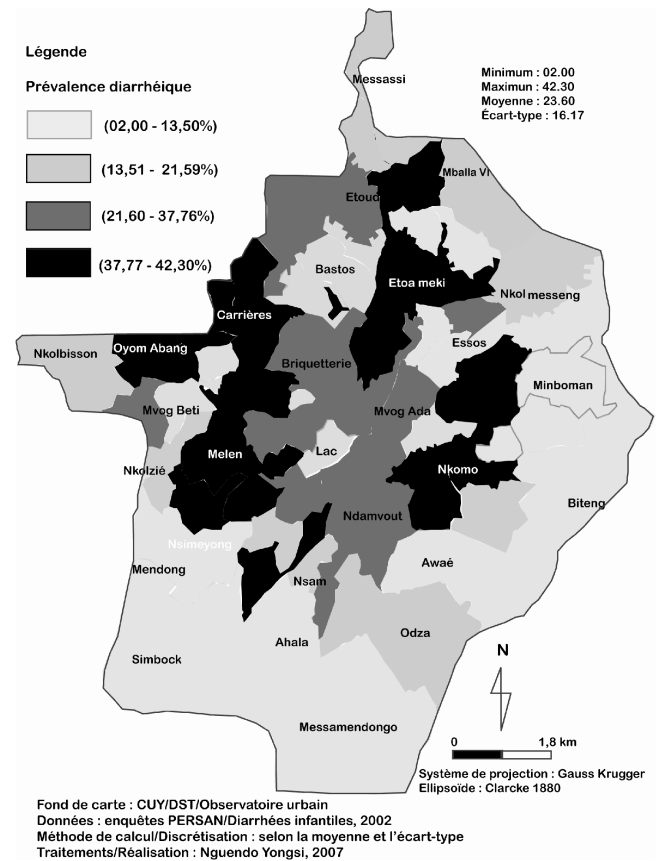 Légende
Prévalence diarrhéique
(02,00 - 13,50%)
(13,51 - 21,59%)
(21,60 - 37,76%)
(37,77 - 42,30%)
Minimum : 02.00
Maximun : 42.30
Moyenne : 23.60
Écart-type : 16.17
Messassi
Mballa VI
Etoud
Bastos
Etoa meki
Nkolmesseng
Carrières
Nkolbisson
Oyom Abang
Briquetterie
Essos
Minboman
Mvog Beti
Mvog Ada
Melen
Lac
Nkolzié
Nkomo
Biteng
Ndamvout
Nsimeyong
Mendong
Awaé
Nsam
Odza
Ahala
Simbock
Messamendongo
N
0 1,8 km
Système de projection : Gauss Krugger
Ellipsoïde : Clarcke 1880
Fond de carte : CUY/DST/Observatoire urbain
Données : enquêtes PERSAN/Diarrhées infantiles, 2002
Méthode de calcul/Discrétisation : selon la moyenne et l'écart-type
Traitements/Réalisation : Nguendo Yongsi, 2007